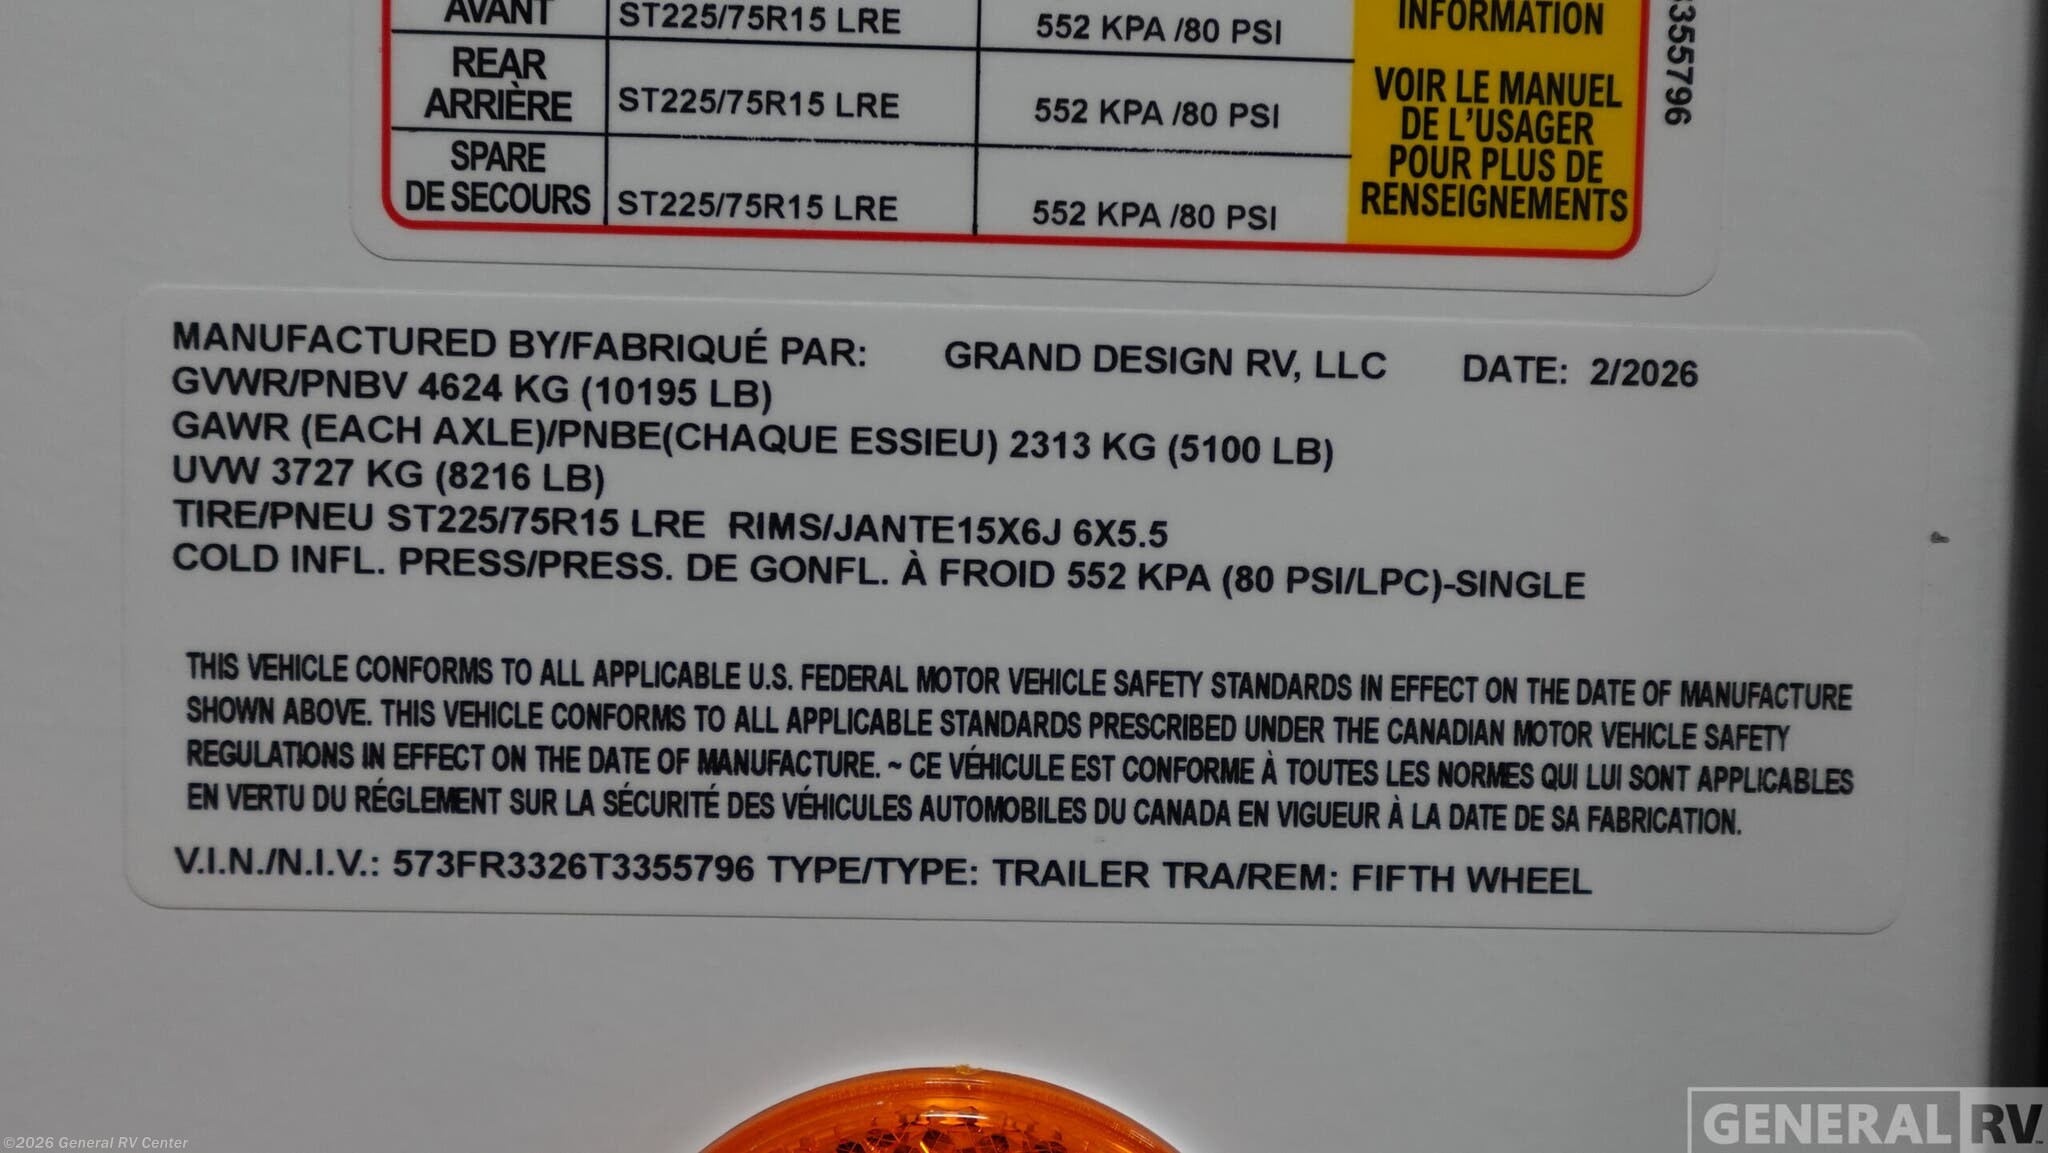 AVANT ST225/75R15 LRE 552 KPA /80 PSI
REAR
ARRIÈRE ST225/75R15 LRE 552 KPA /80 PSI
SPARE
DE SECOURS ST225/75R15 LRE 552 KPA /80 PSI
INFORMATION
VOIR LE MANUEL
DE L'USAGER
POUR PLUS DE
RENSEIGNEMENTS
355796
MANUFACTURED BY/FABRIQUÉ PAR: GRAND DESIGN RV, LLC DATE: 2/2026
GVWR/PNBV 4624 KG (10195 LB)
GAWR (EACH AXLE)/PNBE(CHAQUE ESSIEU) 2313 KG (5100 LB)
UVW 3727 KG (8216 LB)
TIRE/PNEU ST225/75R15 LRE RIMS/JANTE15X6J 6X5.5
COLD INFL. PRESS/PRESS. DE GONFL. À FROID 552 KPA (80 PSI/LPC)-SINGLE
THIS VEHICLE CONFORMS TO ALL APPLICABLE U.S. FEDERAL MOTOR VEHICLE SAFETY STANDARDS IN EFFECT ON THE DATE OF MANUFACTURE
SHOWN ABOVE. THIS VEHICLE CONFORMS TO ALL APPLICABLE STANDARDS PRESCRIBED UNDER THE CANADIAN MOTOR VEHICLE SAFETY
REGULATIONS IN EFFECT ON THE DATE OF MANUFACTURE. ~ CE VÉHICULE EST CONFORME À TOUTES LES NORMES QUI LUI SONT APPLICABLES
EN VERTU DU RÉGLEMENT SUR LA SÉCURITÉ DES VÉHICULES AUTOMOBILES DU CANADA EN VIGUEUR À LA DATE DE SA FABRICATION.
V.I.N./N.I.V.: 573FR3326T3355796 TYPE/TYPE: TRAILER TRA/REM: FIFTH WHEEL
©2026 General RV Center
GENERAL RV